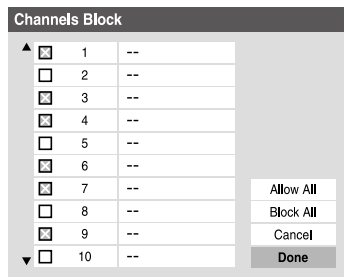 Channels Block
1 --
2 --
3 --
4 --
5 --
6 --
7 --
8 --
9 --
10 --
Allow All
Block All
Cancel
Done